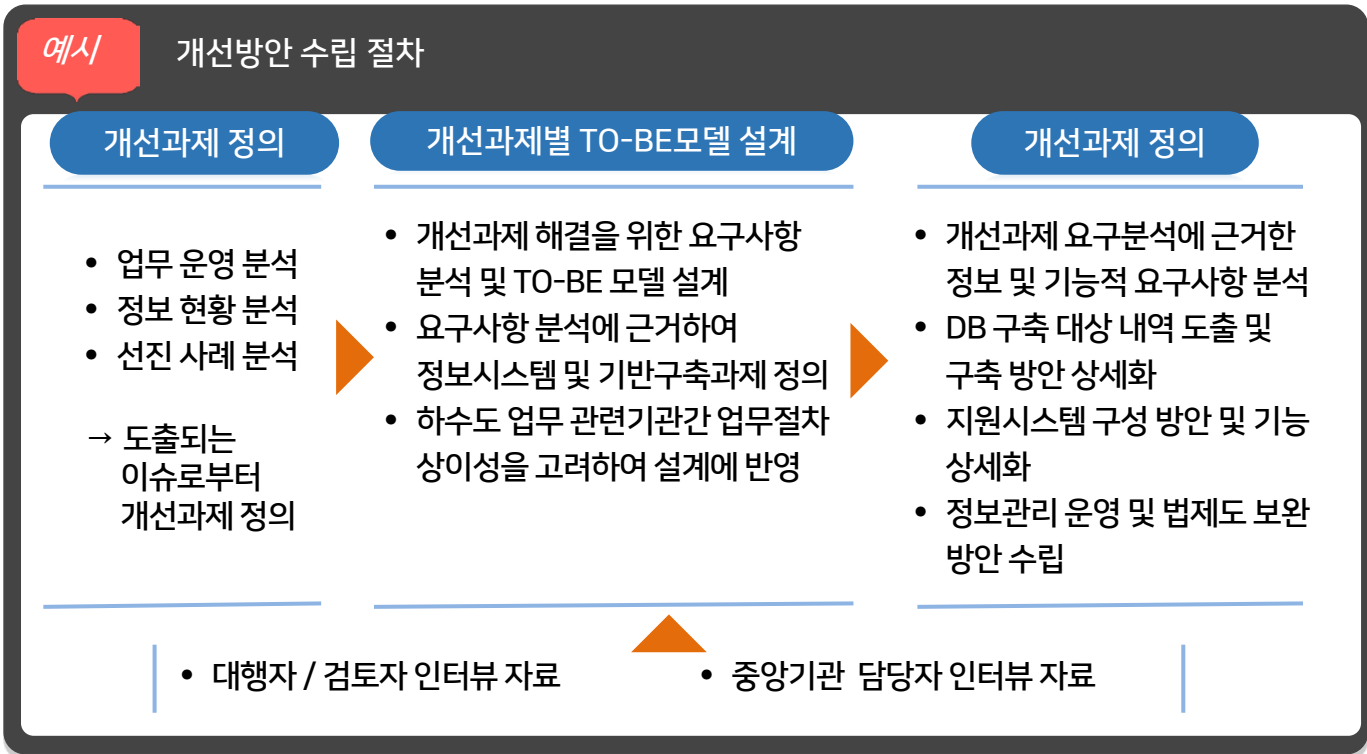 예시
개선방안 수립 절차
개선과제 정의
• 업무 운영 분석
• 정보 현황 분석
• 선진 사례 분석
→ 도출되는
이슈로부터
개선과제 정의
개선과제별 TO-BE모델 설계
• 개선과제 해결을 위한 요구사항
분석 및 TO-BE 모델 설계
• 요구사항 분석에 근거하여
정보시스템 및 기반구축과제 정의
• 하수도 업무 관련기관간 업무절차
상이성을 고려하여 설계에 반영
개선과제 정의
• 개선과제 요구분석에 근거한
정보 및 기능적 요구사항 분석
• DB 구축 대상 내역 도출 및
구축 방안 상세화
• 지원시스템 구성 방안 및 기능
상세화
• 정보관리 운영 및 법제도 보완
방안 수립
• 대행자 / 검토자 인터뷰 자료
• 중앙기관 담당자 인터뷰 자료